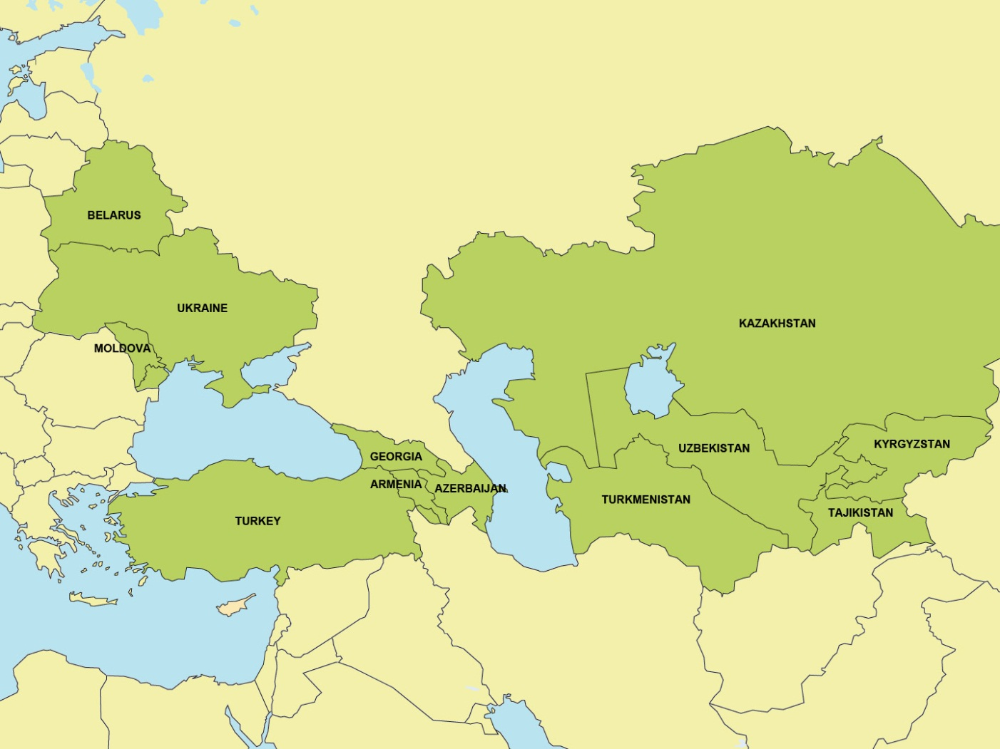 BELARUS
UKRAINE
KAZAKHSTAN
MOLDOVA
KYRGYZSTAN
UZBEKISTAN
GEORGIA
ARMENIA
AZERBAIJAN
TURKMENISTAN
TAJIKISTAN
TURKEY